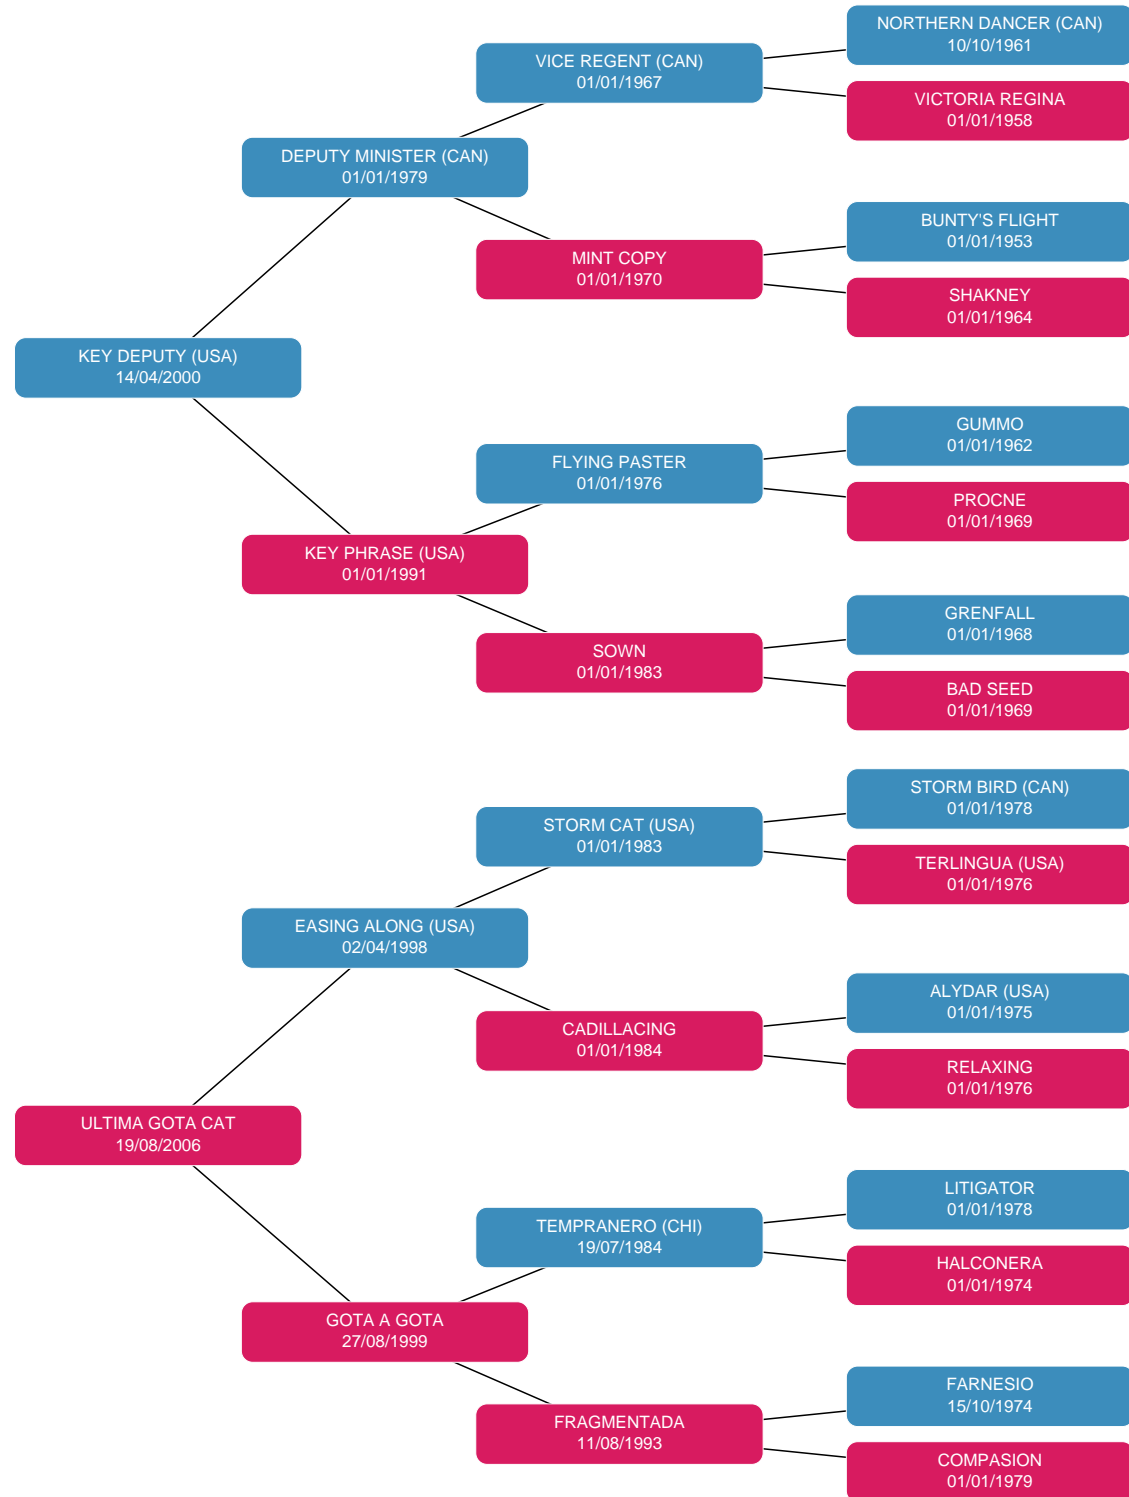 NORTHERN DANCER (CAN)
10/10/1961
VICE REGENT (CAN)
01/01/1967
VICTORIA REGINA
01/01/1958
DEPUTY MINISTER (CAN)
01/01/1979
BUNTY'S FLIGHT
01/01/1953
MINT COPY
01/01/1970
SHAKNEY
01/01/1964
KEY DEPUTY (USA)
14/04/2000
GUMMO
01/01/1962
FLYING PASTER
01/01/1976
PROCNE
01/01/1969
KEY PHRASE (USA)
01/01/1991
GRENFALL
01/01/1968
SOWN
01/01/1983
BAD SEED
01/01/1969
STORM BIRD (CAN)
01/01/1978
STORM CAT (USA)
01/01/1983
TERLINGUA (USA)
01/01/1976
EASING ALONG (USA)
02/04/1998
ALYDAR (USA)
01/01/1975
CADILLACING
01/01/1984
RELAXING
01/01/1976
ULTIMA GOTA CAT
19/08/2006
LITIGATOR
01/01/1978
TEMPRANERO (CHI)
19/07/1984
HALCONERA
01/01/1974
GOTA A GOTA
27/08/1999
FARNESIO
15/10/1974
FRAGMENTADA
11/08/1993
COMPASION
01/01/1979